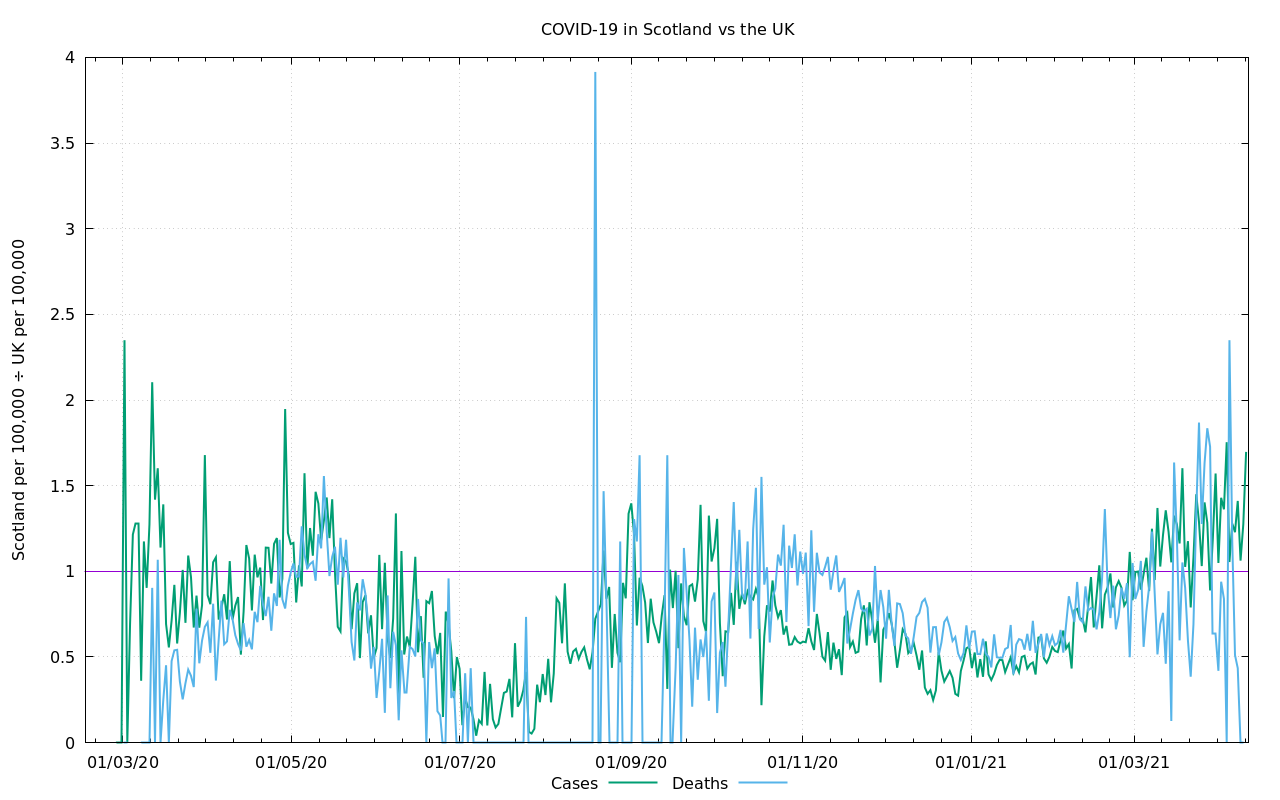 COVID-19 in Scotland vs the UK
Scotland per 100,000 ÷ UK per 100,000
4
3.5
3
2.5
2
1.5
1
0.5
0
01/03/20 01/05/20 01/07/20 01/09/20 01/11/20 01/01/21 01/03/21
Cases Deaths